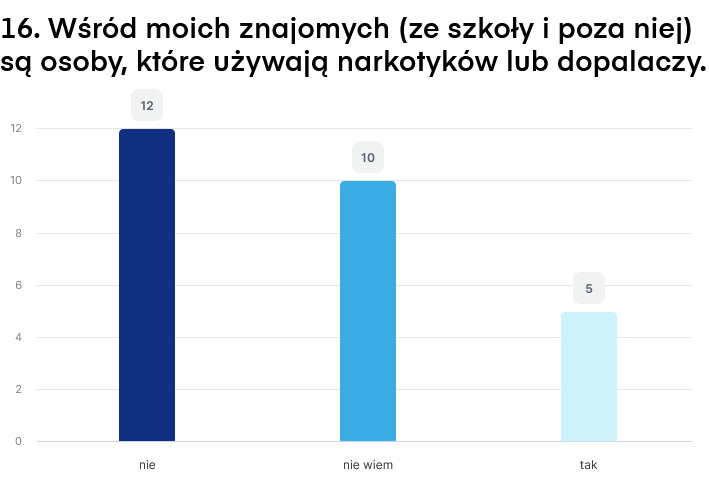 16. Wśród moich znajomych (ze szkoły i poza niej)
są osoby, które używają narkotyków lub dopalaczy.
12
12
10
10
8
6
5
4
2
0
nie
nie wiem
tak